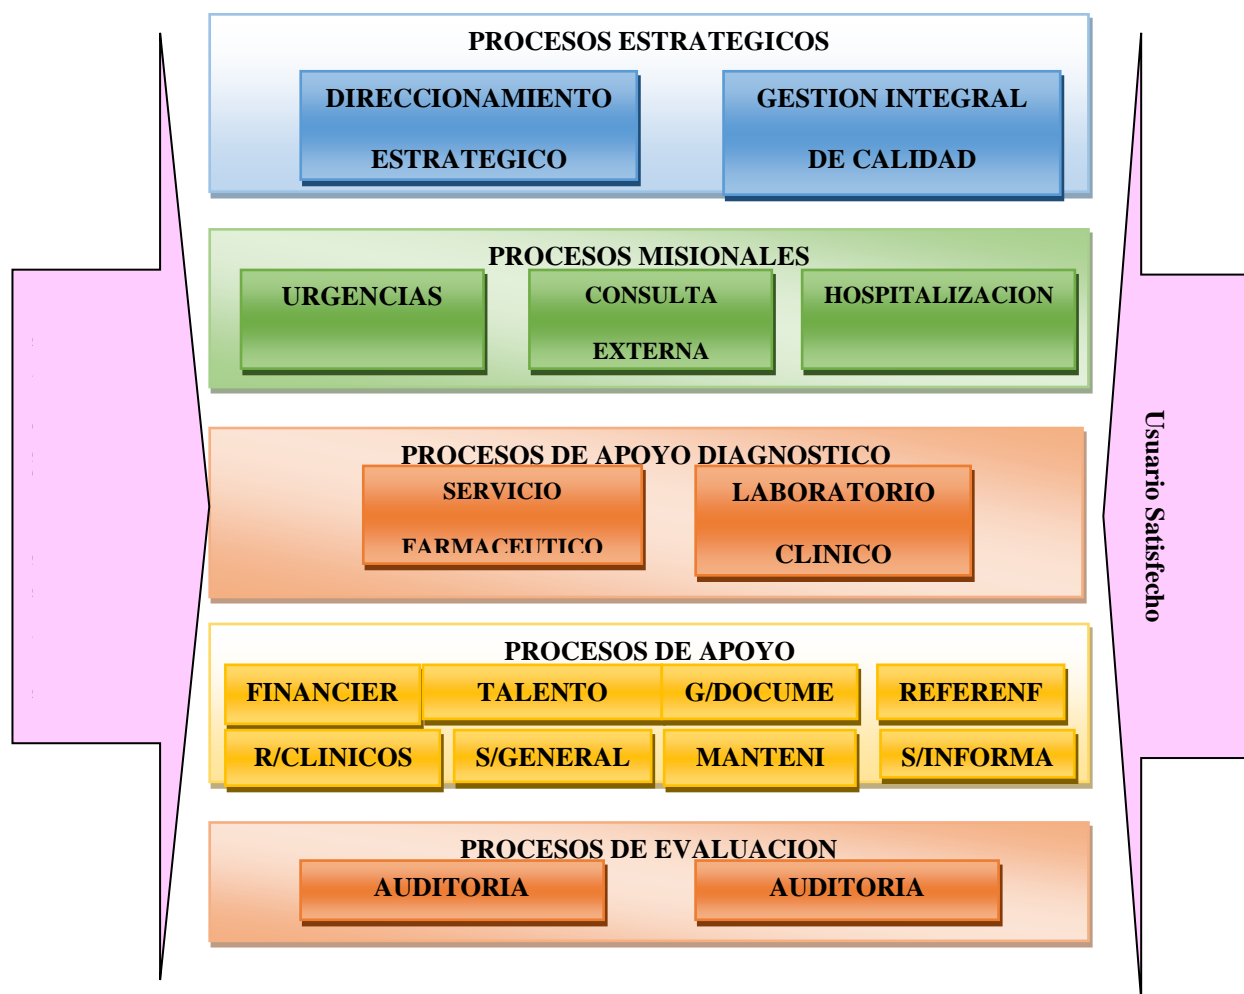 PROCESOS ESTRATEGICOS
DIRECCIONAMIENTO
ESTRATEGICO
GESTION INTEGRAL
DE CALIDAD
PROCESOS MISIONALES
URGENCIAS
CONSULTA
EXTERNA
HOSPITALIZACION
PROCESOS DE APOYO DIAGNOSTICO
SERVICIO
FARMACEUTICO
LABORATORIO
CLINICO
PROCESOS DE APOYO
FINANCIER
TALENTO
G/DOCUME
REFERENF
R/CLINICOS
S/GENERAL
MANTENI
S/INFORMA
PROCESOS DE EVALUACION
AUDITORIA
AUDITORIA
Usuario Satisfecho